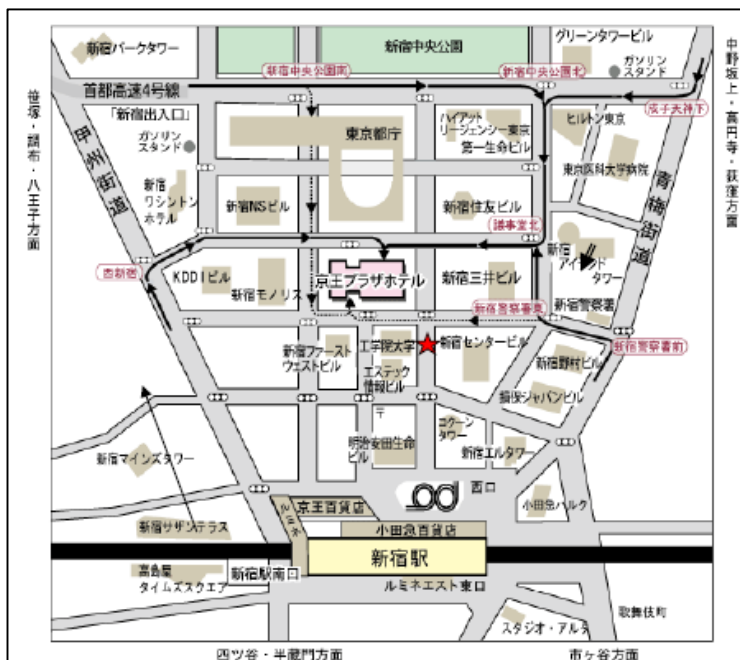 新宿パークタワー
新宿中央公園
グリーンタワービル
ガソリン
スタンド
新宿中央公園南
新宿中央公園北
首都高速4号線
「新宿出入口」
成子天神下
中野坂上・高円寺・荻窪方面
笹塚・調布・八王子方面
甲州街道
青梅街道
ガソリン
スタンド
東京都庁
ハイアット
リージェンシー東京
第一生命ビル
ヒルトン東京
東京医科大学病院
新宿
ワシントン
ホテル
新宿NSビル
新宿住友ビル
議事堂北
西新宿
KDDIビル
新宿モノリス
京王プラザホテル
新宿三井ビル
新宿
アイランド
タワー
新宿警察署東
新宿警察署
新宿警察署前
新宿ファースト
ウェストビル
工学院大学
エステック
情報ビル
新宿センタービル
新宿野村ビル
損保ジャパンビル
〒
明治安田生命
ビル
コクーン
タワー
新宿エルタワー
新宿マインズタワー
西口
小田急ハルク
京王百貨店
小田急百貨店
新宿サザンテラス
新宿駅
高島屋
タイムズスクエア
新宿駅南口
ルミネエスト東口
スタジオ・アルタ
歌舞伎町
四ツ谷・半蔵門方面
市ヶ谷方面